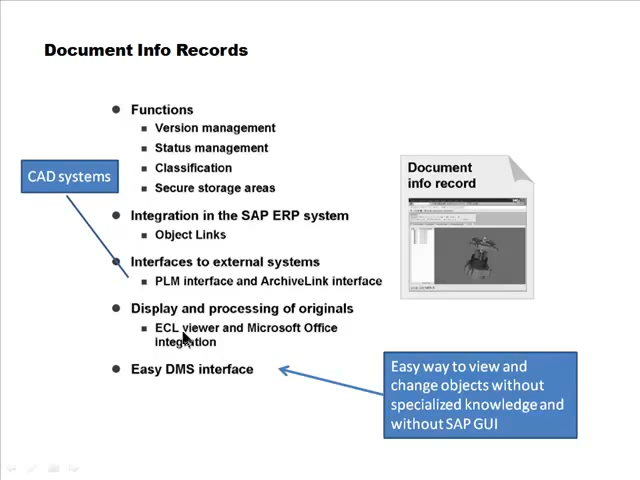 Document Info Records
Functions
Version management
Status management
Classification
Secure storage areas
Integration in the SAP ERP system
Object Links
Interfaces to external systems
PLM interface and ArchiveLink interface
Display and processing of originals
ECL viewer and Microsoft Office
integration
Easy DMS interface
CAD systems
Document
info record
Easy way to view and
change objects without
specialized knowledge and
without SAP GUI